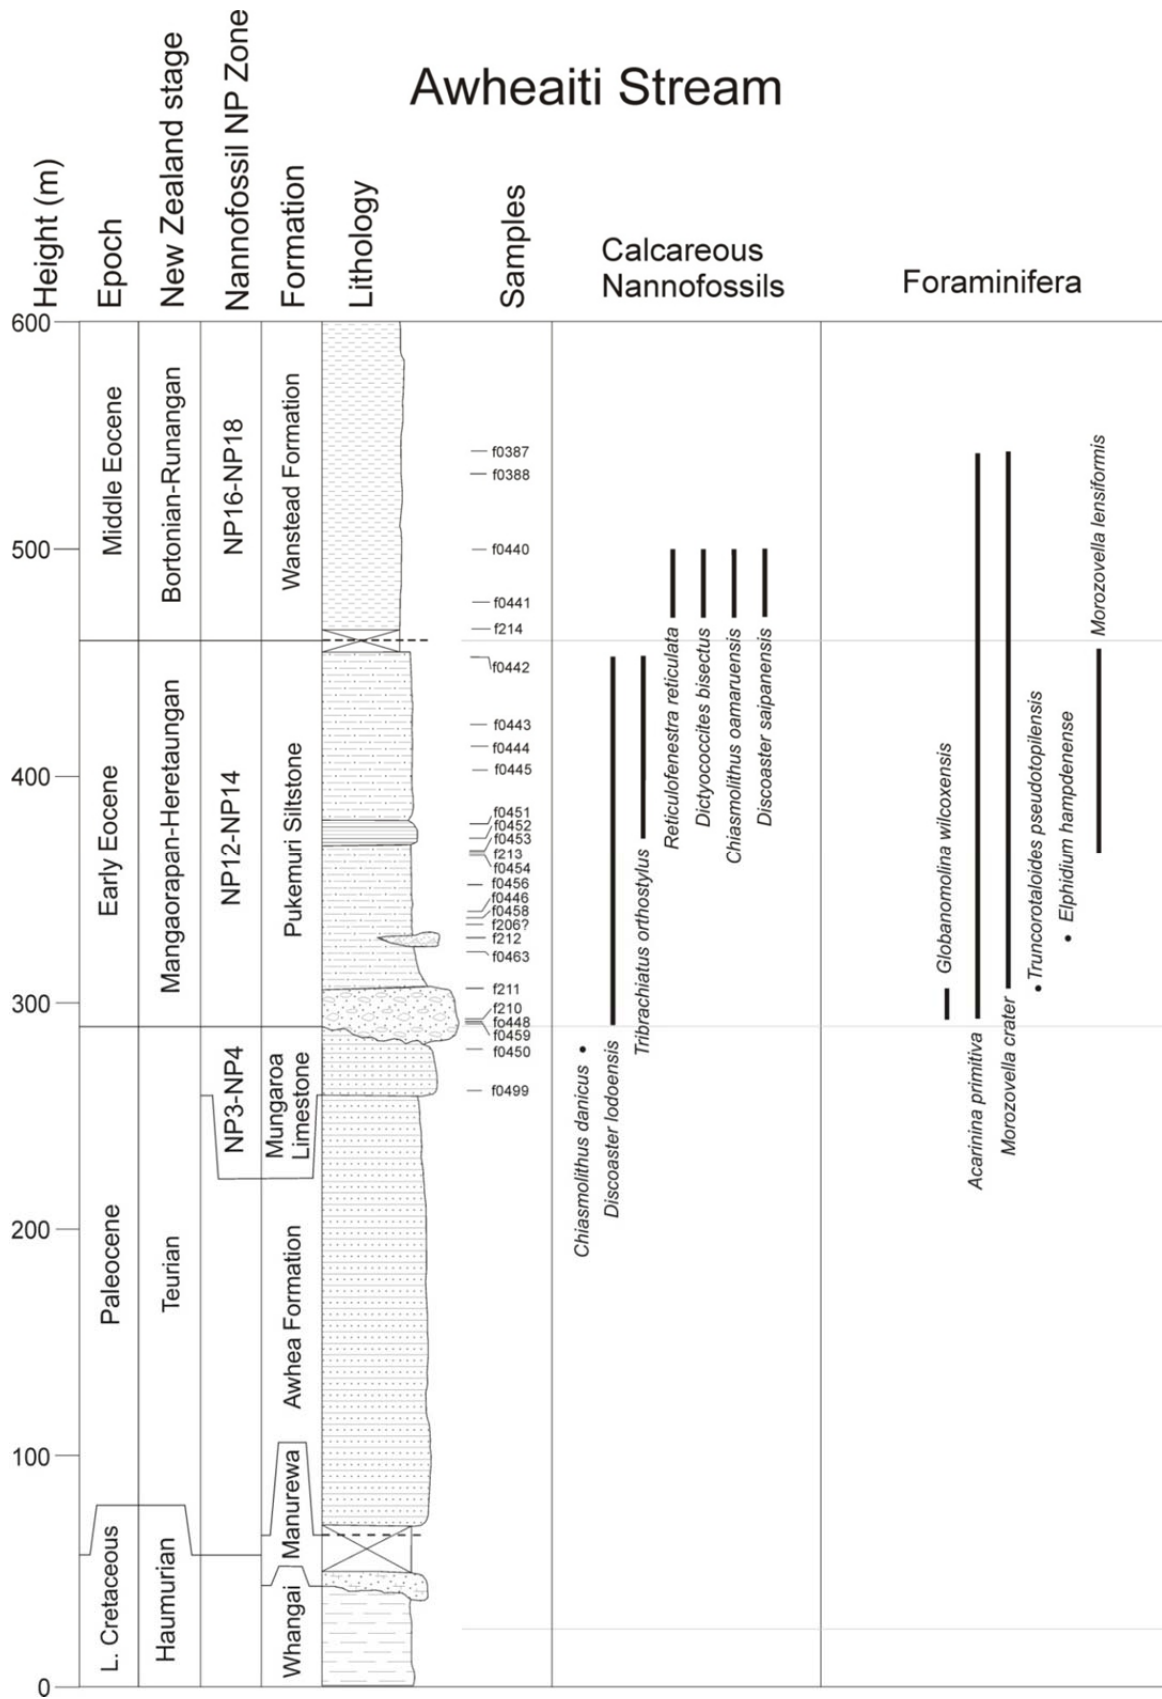 Awheaiti Stream
Height (m)
Epoch
New Zealand stage
Nannofossil NP Zone
Formation
Lithology
Samples
Calcareous
Nannofossils
Foraminifera
600
500
400
300
200
100
0
Middle Eocene
Early Eocene
Paleocene
L. Cretaceous
Bortonian-Runangan
Mangaorapan-Heretaungan
Teurian
Haumurian
NP16-NP18
NP12-NP14
NP3-NP4
Wanstead Formation
Pukemuri Siltstone
Mungaroa
Limestone
Awhea Formation
Manurewa
Whangai
f0387
f0388
f0440
f0441
f214
f0442
f0443
f0444
f0445
f0451
f0452
f0453
f213
f0454
f0456
f0446
f0458
f206?
f212
f0463
f211
f210
fo448
f0459
f0450
f0499
Chiasmolithus danicus
Discoaster lodoensis
Tribrachiatus orthostylus
Reticulofenestra reticulata
Dictyococcites bisectus
Chiasmolithus oamaruensis
Discoaster saipanensis
Globanomolina wilcoxensis
Acarinina primitiva
Morozovella crater
Truncorotaloides pseudotopilensis
Elphidium hampdenense
Morozovella lensiformis